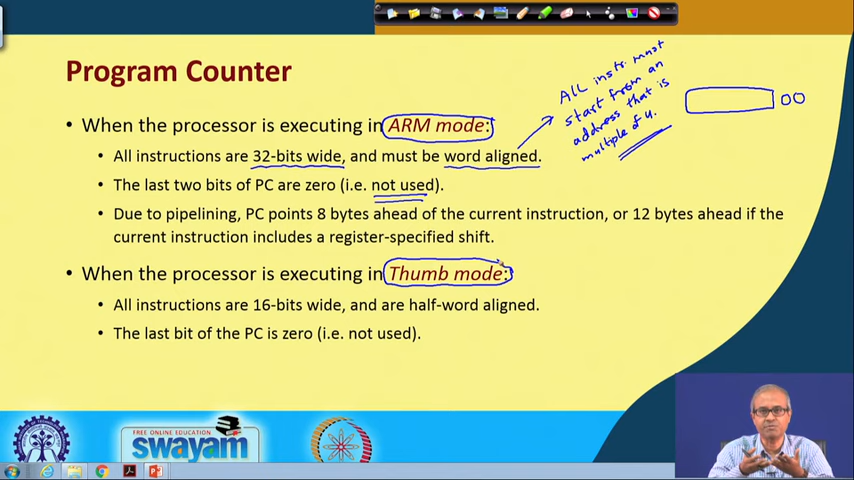 Program Counter
• When the processor is executing in ARM mode:
• All instructions are 32-bits wide, and must be word aligned.
• The last two bits of PC are zero (i.e. not used).
• Due to pipelining, PC points 8 bytes ahead of the current instruction, or 12 bytes ahead if the
current instruction includes a register-specified shift.
• When the processor is executing in Thumb mode:
• All instructions are 16-bits wide, and are half-word aligned.
• The last bit of the PC is zero (i.e. not used).
ALL instr. must
start from an
address that is
multiple of 4.
00
FREE ONLINE EDUCATION
swayam